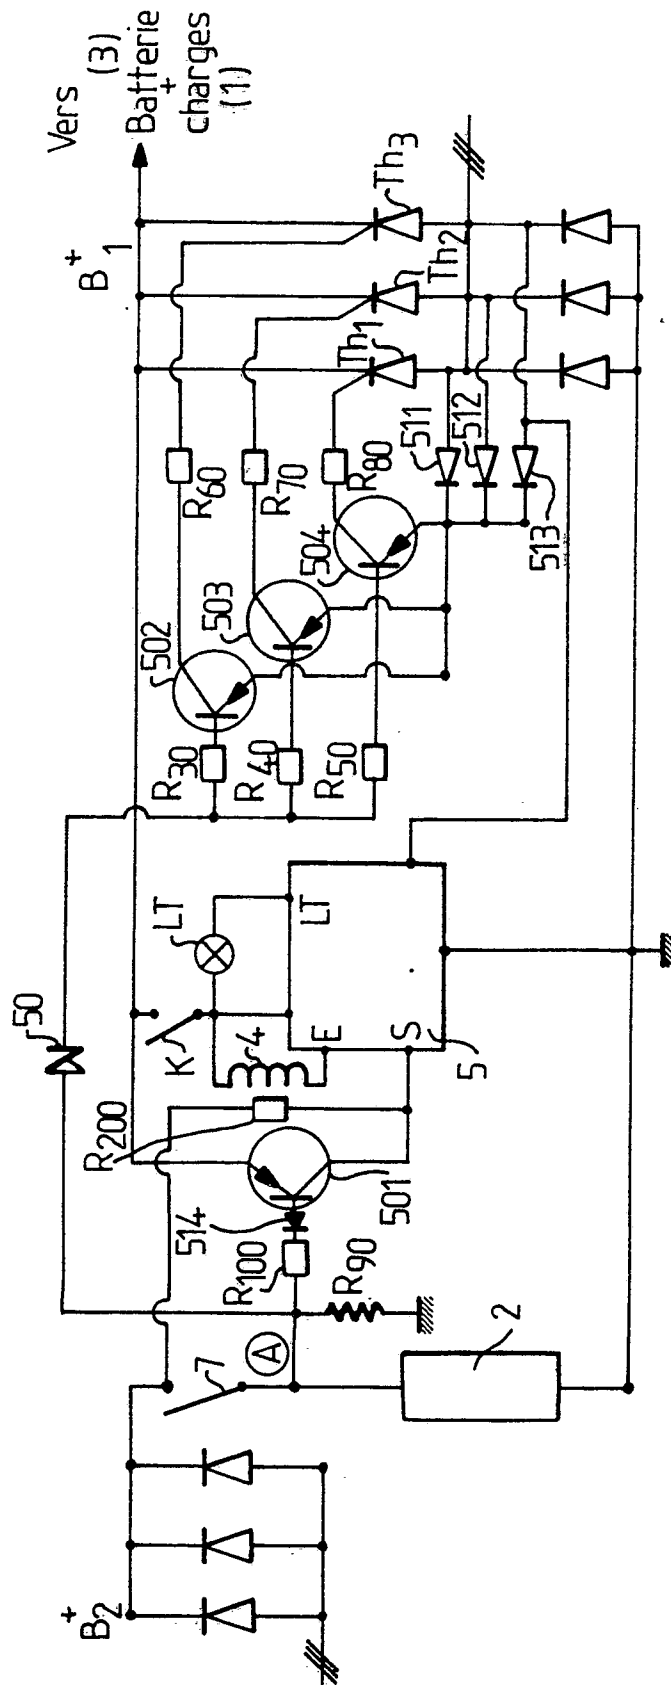 Vers
(3)
Batterie
+
charges
(1)
B+1
Th3
Th2
Th1
R60
R70
R80
511
512
513
504
503
502
R30
R40
R50
50
LT
LT
K
4
E
S
5
R200
501
514
R100
R90
A
7
2
B+2